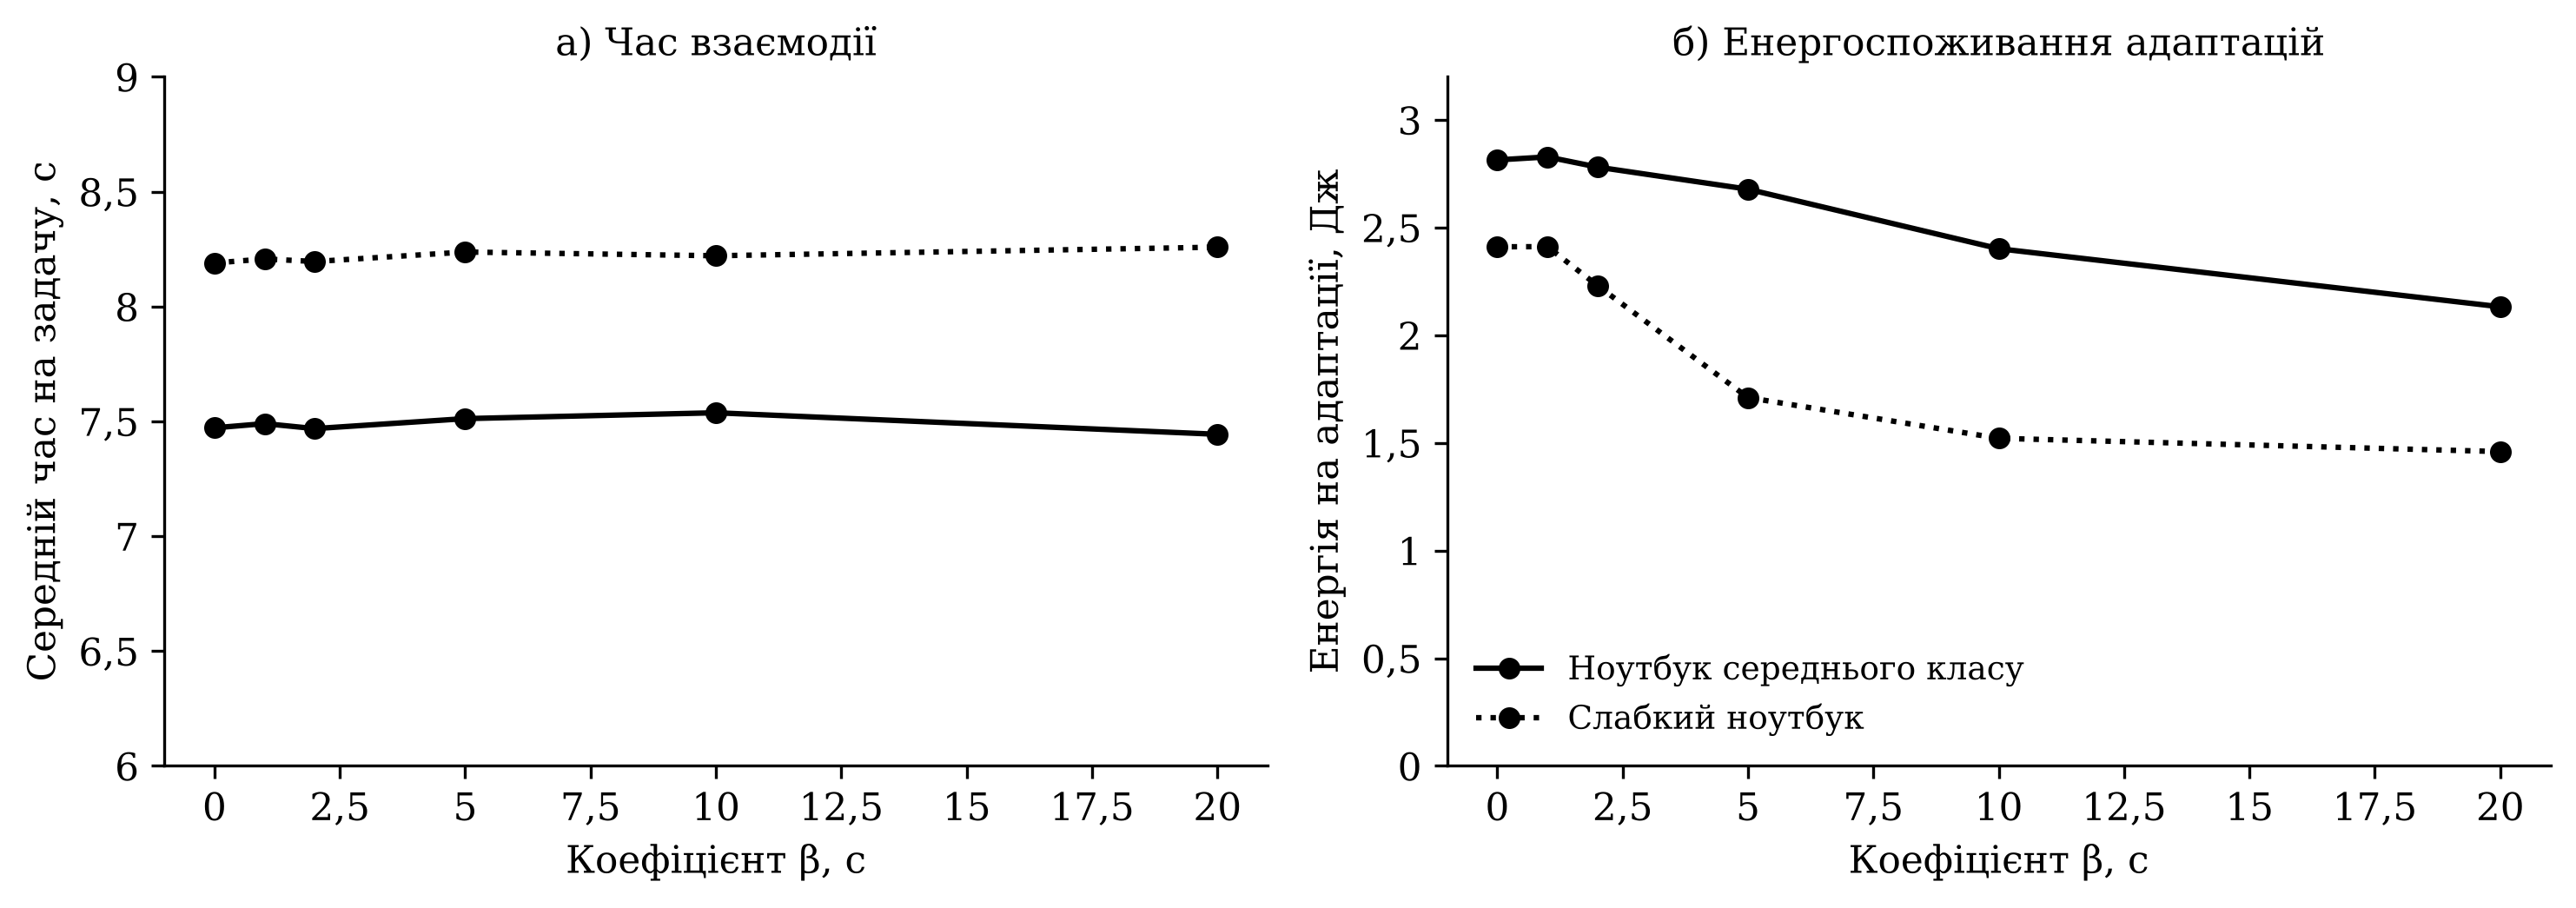 а) Час взаємодії
Середній час на задачу, с
9
8,5
8
7,5
7
6,5
6
0 2,5 5 7,5 10 12,5 15 17,5 20
Коефіцієнт β, с
б) Енергоспоживання адаптацій
Енергія на адаптації, Дж
3
2,5
2
1,5
1
0,5
0
Ноутбук середнього класу
Слабкий ноутбук
0 2,5 5 7,5 10 12,5 15 17,5 20
Коефіцієнт β, с